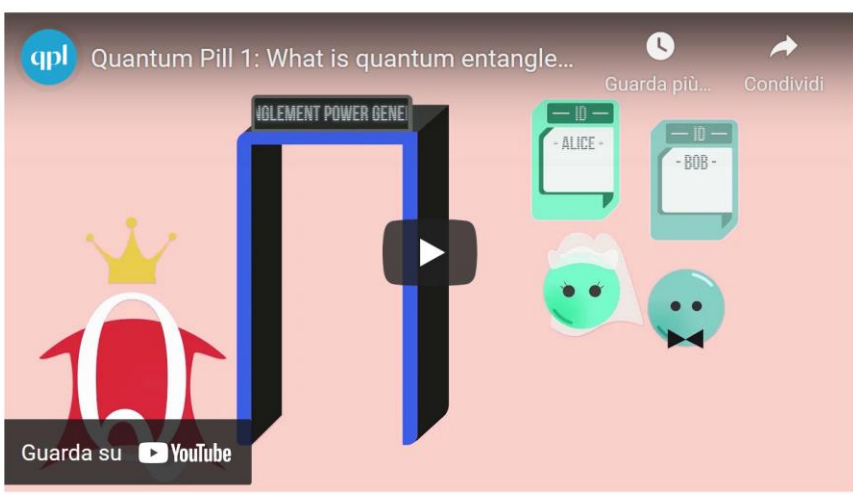 qpl
Quantum Pill 1: What is quantum entangle...
Guarda più...
Condividi
NGLEMENT POWER GENE
ID
- ALICE -
ID
- BOB -
Guarda su YouTube